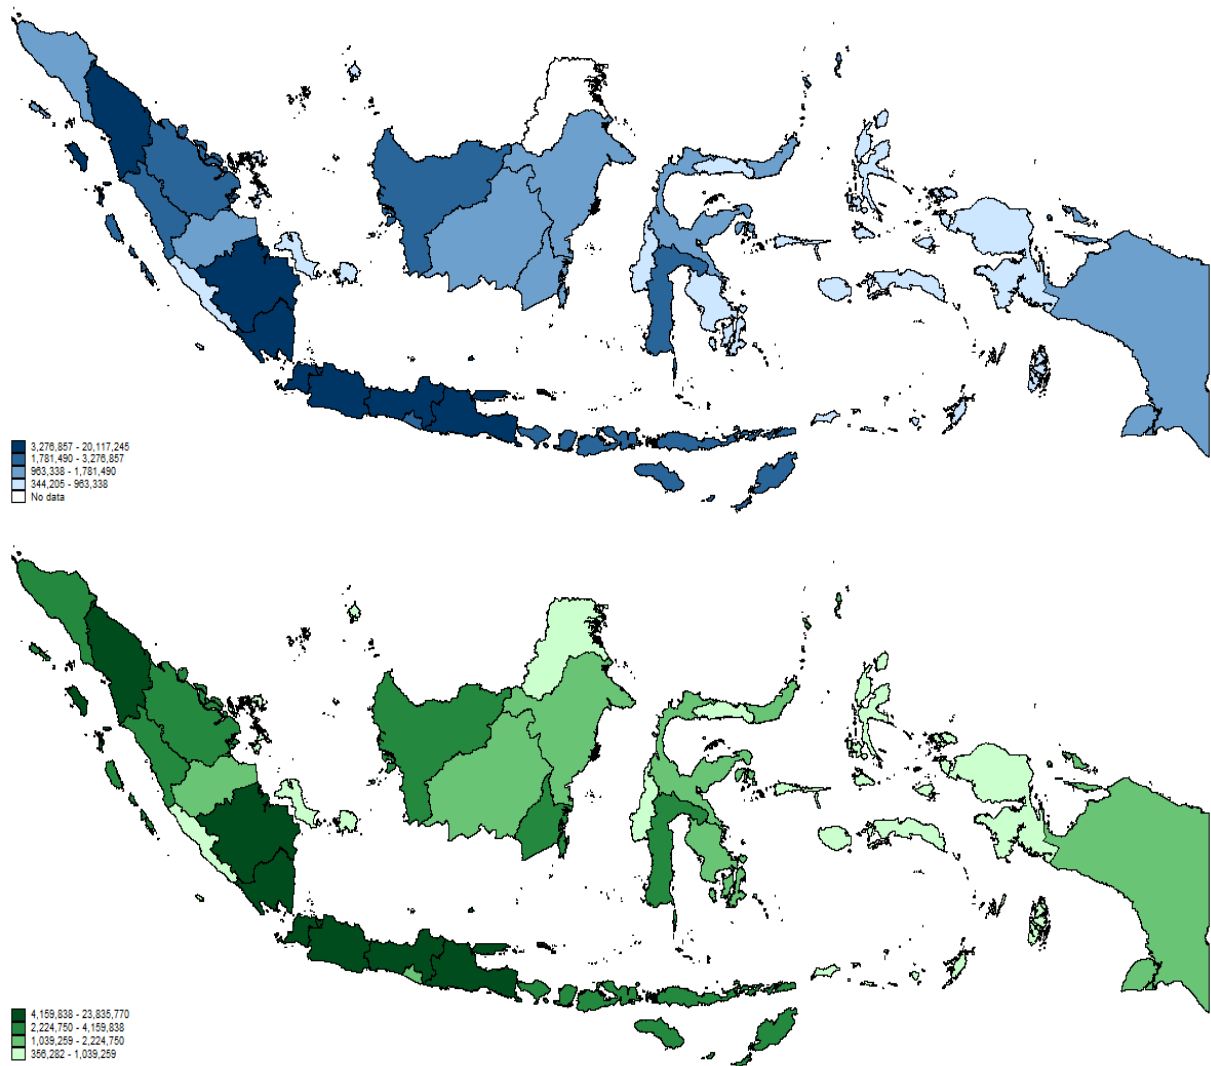 3,276,857 - 20,117,245
1,781,490 - 3,276,857
963,338 - 1,781,490
344,205 - 963,338
No data
4,159,838 - 23,835,770
2,224,750 - 4,159,838
1,039,259 - 2,224,750
356,282 - 1,039,259